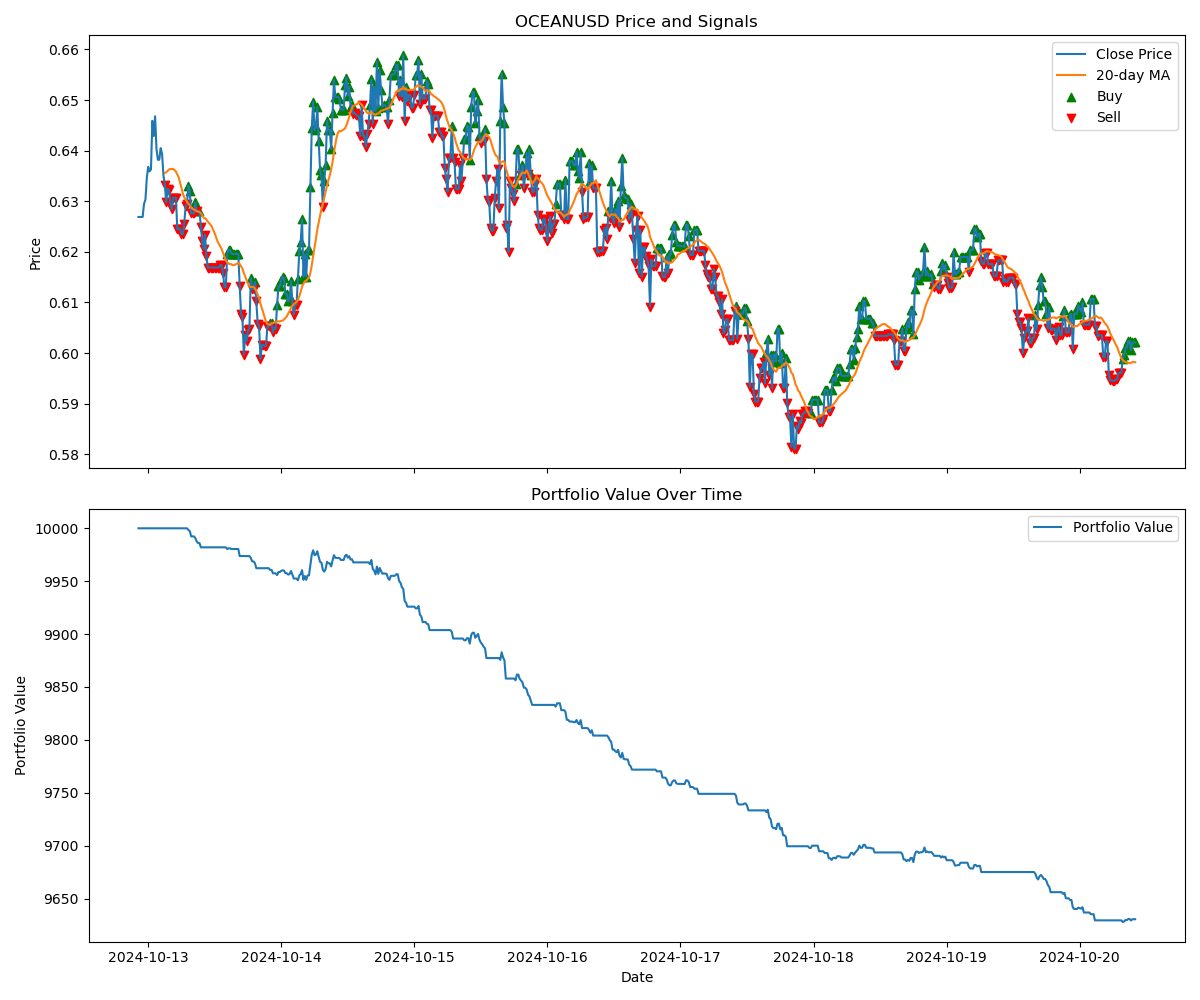 OCEANUSD Price and Signals
Price
0.66
0.65
0.64
0.63
0.62
0.61
0.60
0.59
0.58
Close Price
20-day MA
Buy
Sell
Portfolio Value Over Time
Portfolio Value
10000
9950
9900
9850
9800
9750
9700
9650
Portfolio Value
2024-10-13
2024-10-14
2024-10-15
2024-10-16
2024-10-17
2024-10-18
2024-10-19
2024-10-20
Date